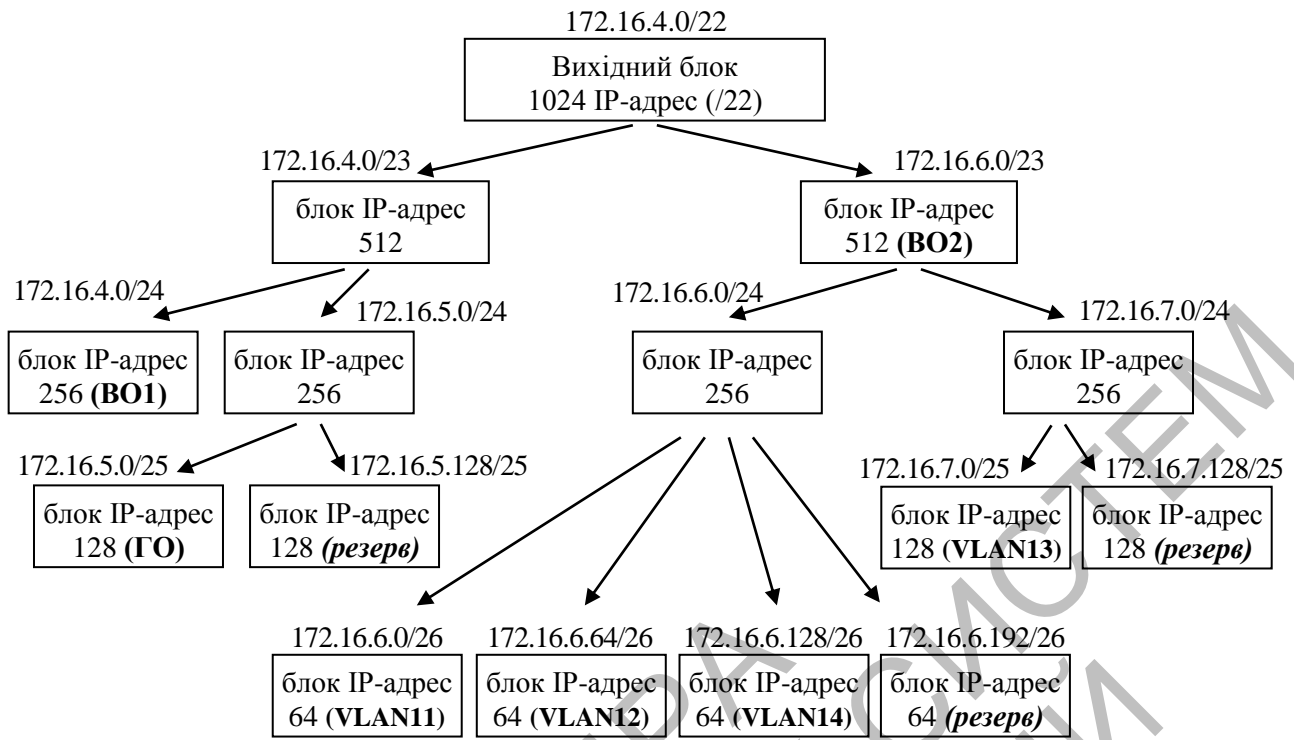 172.16.4.0/22
Вихідний блок
1024 IP-адрес (/22)
172.16.4.0/23
172.16.6.0/23
блок IP-адрес
512
блок IP-адрес
512 (ВО2)
172.16.4.0/24
172.16.5.0/24
172.16.6.0/24
172.16.7.0/24
блок IP-адрес
256 (ВО1)
блок IP-адрес
256
блок IP-адрес
256
блок IP-адрес
256
172.16.5.0/25
172.16.5.128/25
172.16.7.0/25
172.16.7.128/25
блок IP-адрес
128 (ГО)
блок IP-адрес
128 (резерв)
блок IP-адрес
128 (VLAN13)
блок IP-адрес
128 (резерв)
172.16.6.0/26
172.16.6.64/26
172.16.6.128/26
172.16.6.192/26
блок IP-адрес
64 (VLAN11)
блок IP-адрес
64 (VLAN12)
блок IP-адрес
64 (VLAN14)
блок IP-адрес
64 (резерв)
СИСТЕМ